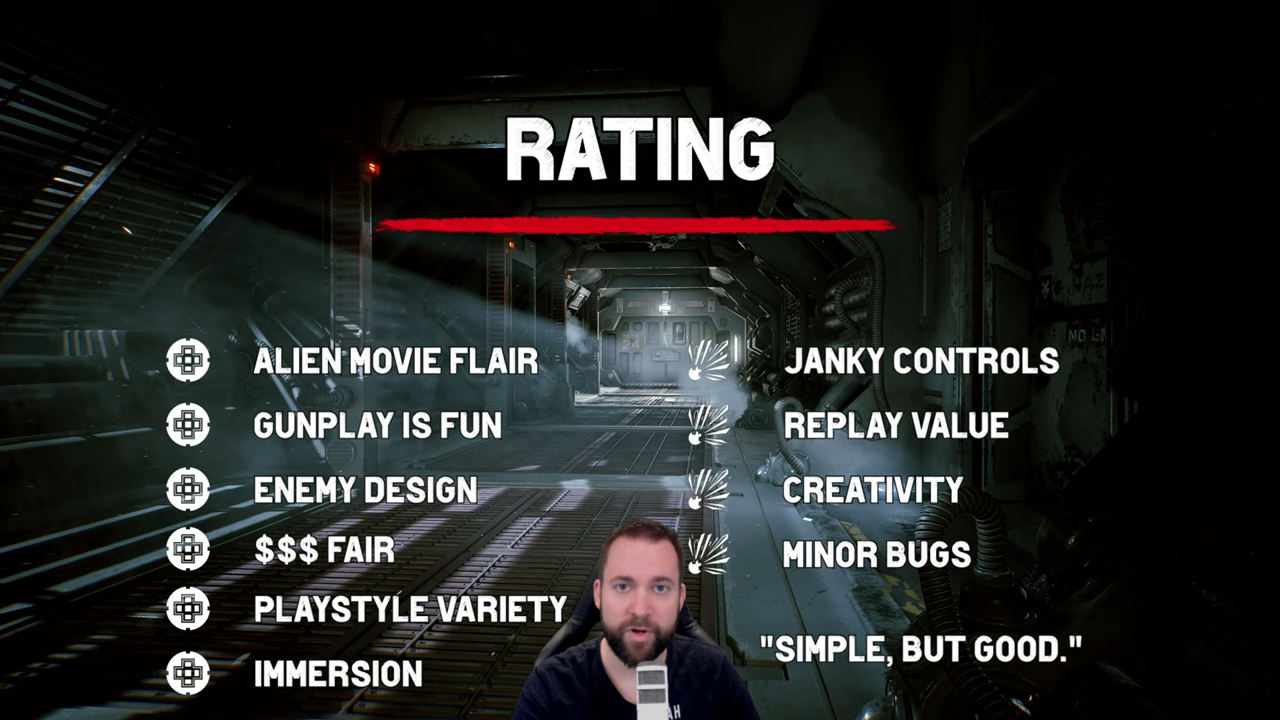 RATING
ALIEN MOVIE FLAIR
GUNPLAY IS FUN
ENEMY DESIGN
$$$ FAIR
PLAYSTYLE VARIETY
IMMERSION
JANKY CONTROLS
REPLAY VALUE
CREATIVITY
MINOR BUGS
"SIMPLE, BUT GOOD."
24